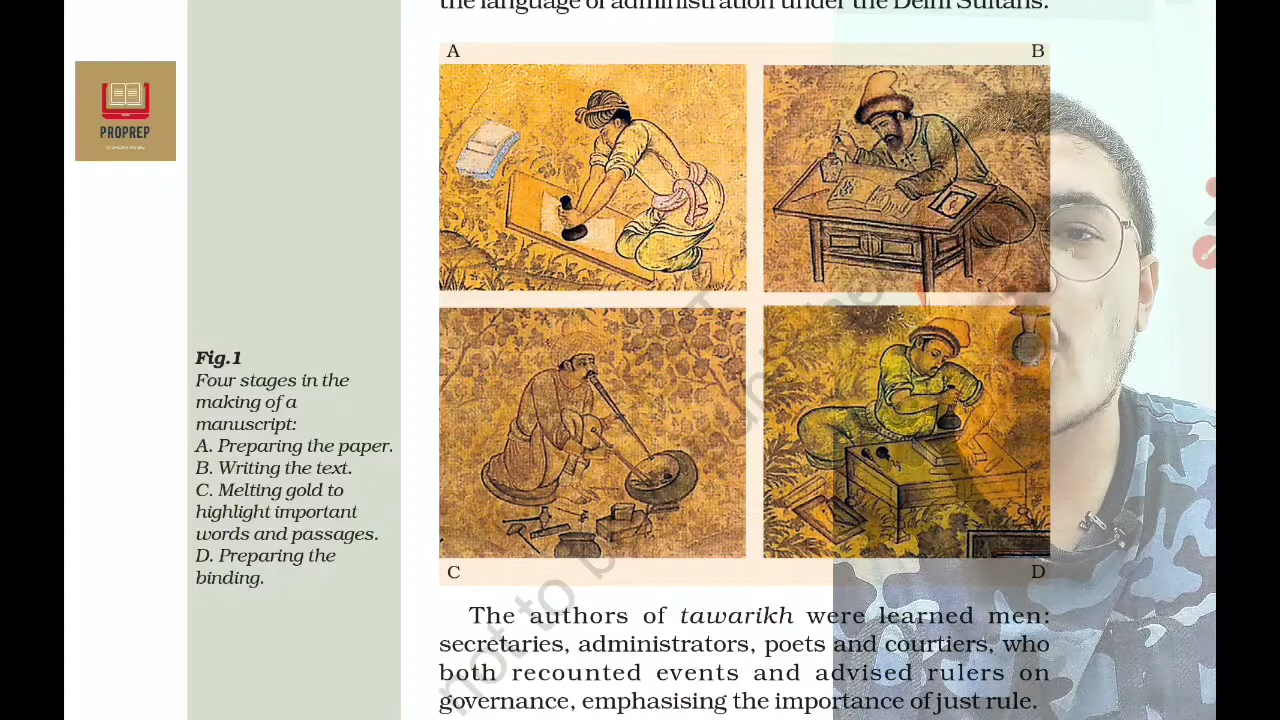 the language of administration under the Delhi Sultans.
A
B
PROPREP
Fig.1
Four stages in the
making of a
manuscript:
A. Preparing the paper.
B. Writing the text.
C. Melting gold to
highlight important
words and passages.
D. Preparing the
binding.
C
D
The authors of tawarikh were learned men:
secretaries, administrators, poets and courtiers, who
both recounted events and advised rulers on
governance, emphasising the importance of just rule.
not to be